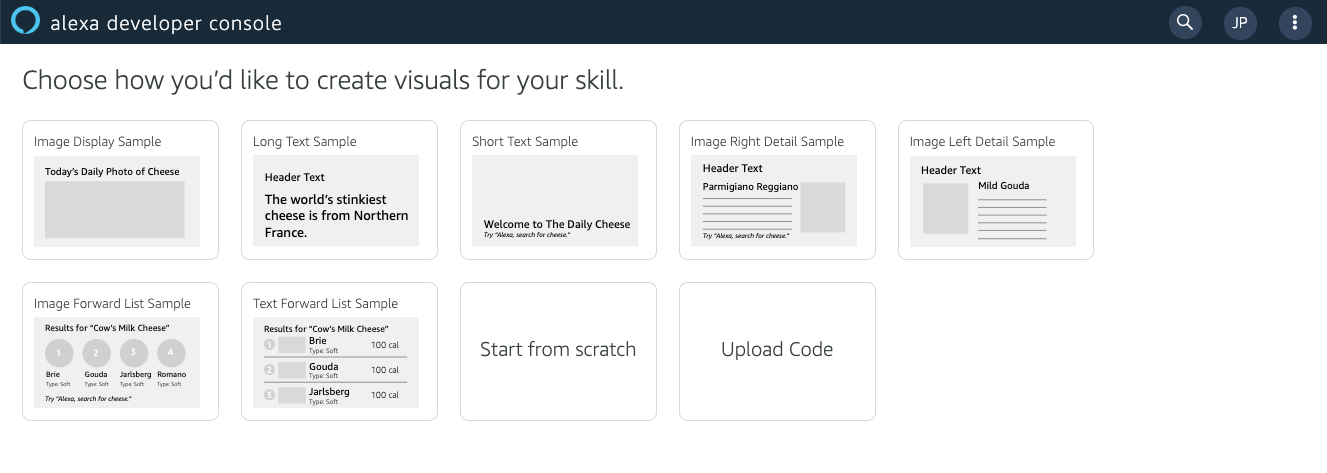 alexa developer console
JP
Choose how you'd like to create visuals for your skill.
Image Display Sample
Today's Daily Photo of Cheese
Long Text Sample
Header Text
The world's stinkiest
cheese is from Northern
France.
Short Text Sample
Welcome to The Daily Cheese
Try "Alexa, search for cheese."
Image Right Detail Sample
Header Text
Parmigiano Reggiano
Try "Alexa, search for cheese."
Image Left Detail Sample
Header Text
Mild Gouda
Image Forward List Sample
Results for "Cow's Milk Cheese"
1 2 3 4
Brie Gouda Jarlsberg Romano
Type: Soft Type: Soft Type: Soft Type: Soft
Try "Alexa, search for cheese."
Text Forward List Sample
Results for "Cow's Milk Cheese"
1 Brie 100 cal
Type: Soft
2 Gouda 100 cal
Type: Soft
3 Jarlsberg 100 cal
Type: Soft
Start from scratch
Upload Code